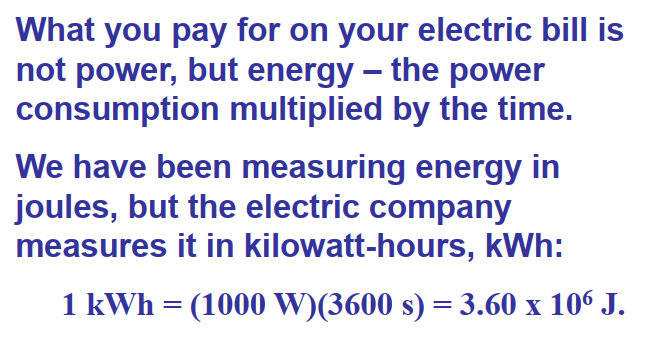 What you pay for on your electric bill is
not power, but energy – the power
consumption multiplied by the time.
We have been measuring energy in
joules, but the electric company
measures it in kilowatt-hours, kWh:
1 kWh = (1000 W)(3600 s) = 3.60 x 10⁶ J.